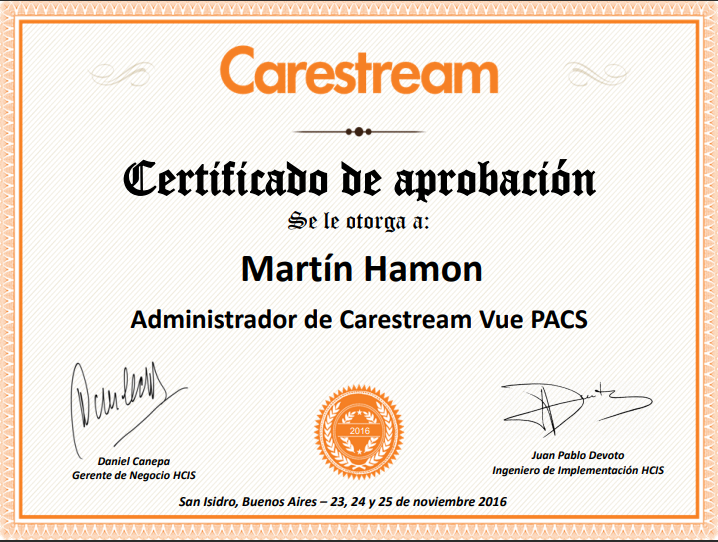 Carestream
Certificado de aprobación
Se le otorga a:
Martín Hamon
Administrador de Carestream Vue PACS
2016
Daniel Canepa
Gerente de Negocio HCIS
Juan Pablo Devoto
Ingeniero de Implementación HCIS
San Isidro, Buenos Aires – 23, 24 y 25 de noviembre 2016